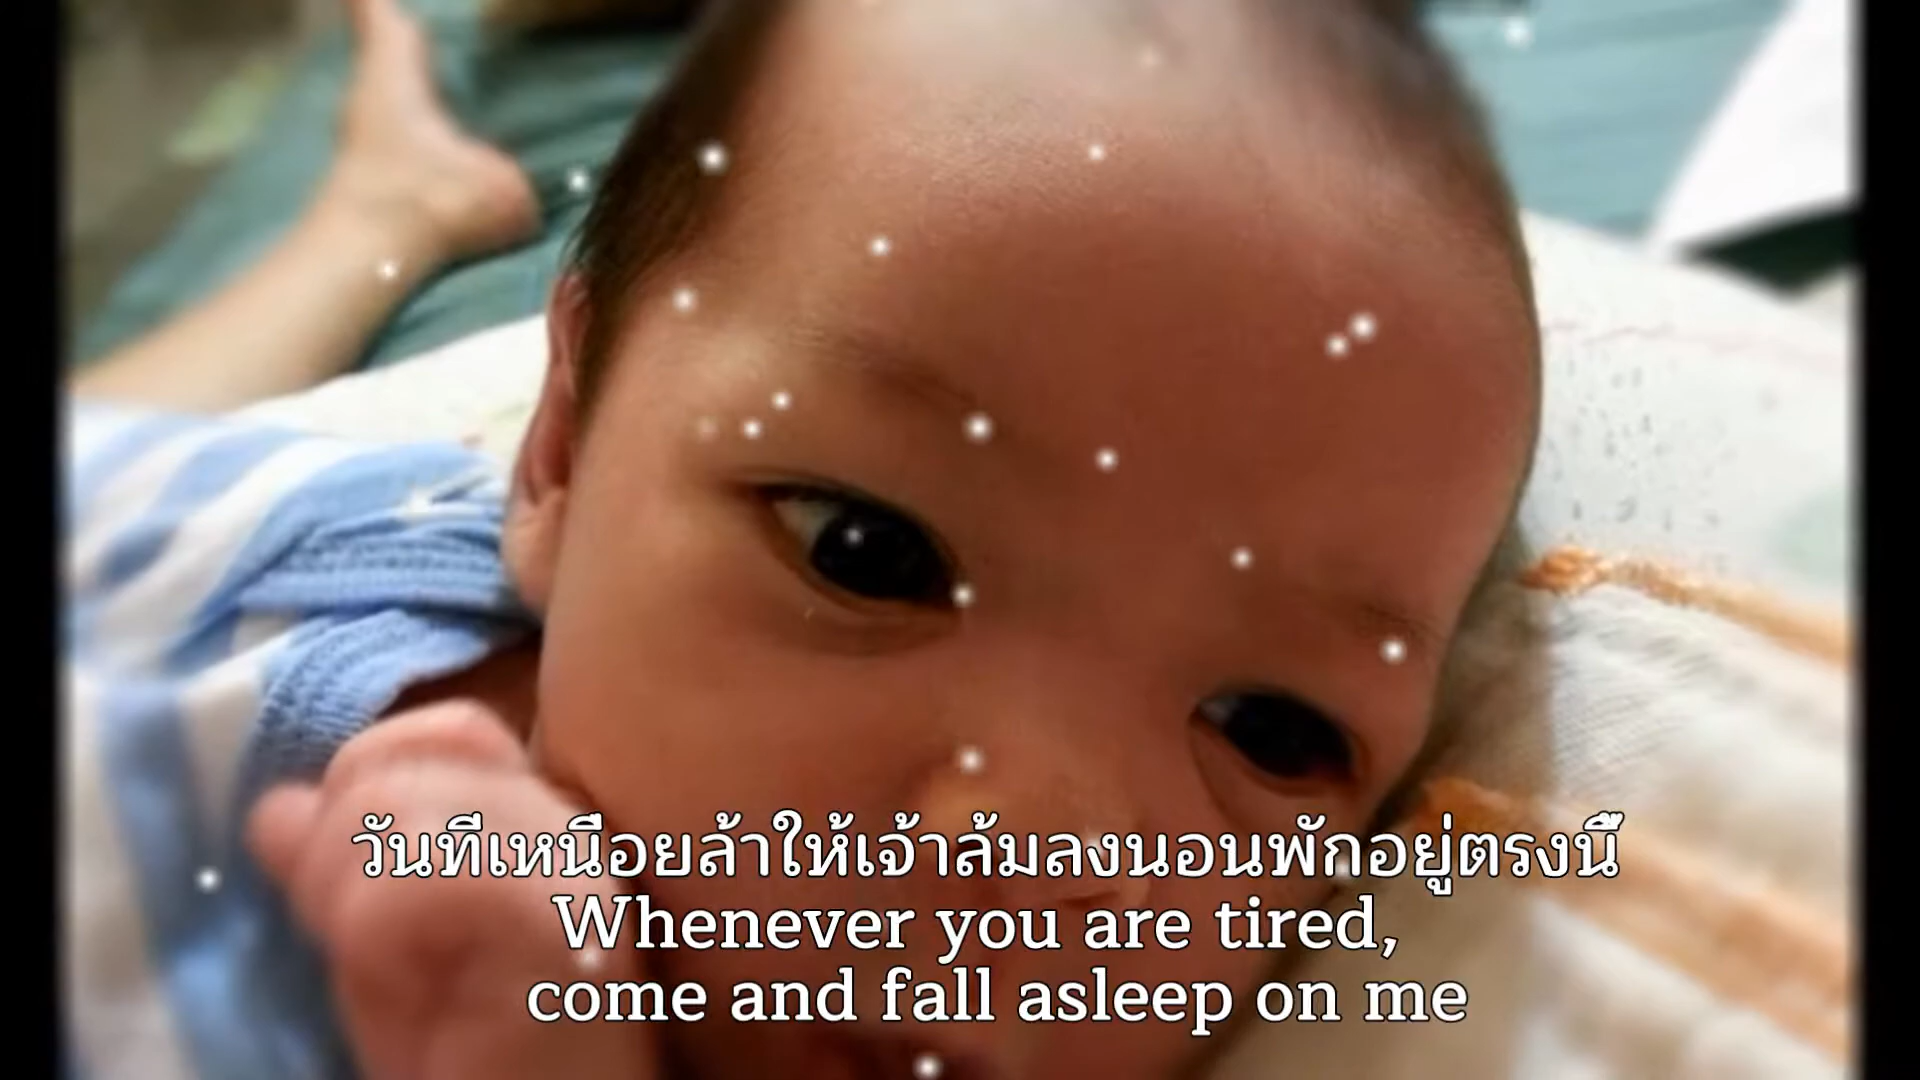 วันที่เหนื่อยล้าให้เจ้าล้มลงนอนพักอยู่ตรงนี้
Whenever you are tired,
come and fall asleep on me